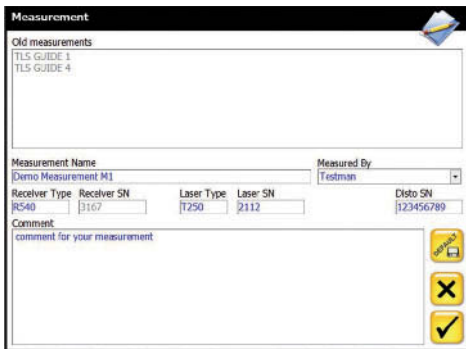 Measurement
Old measurements
TLS GUIDE 1
TLS GUIDE 4
Measurement Name
Measured By
Demo Measurement M1
Testman
Receiver Type Receiver SN Laser Type Laser SN Disto SN
R540 3167 T250 2112 123456789
Comment
comment for your measurement
DEFAULT